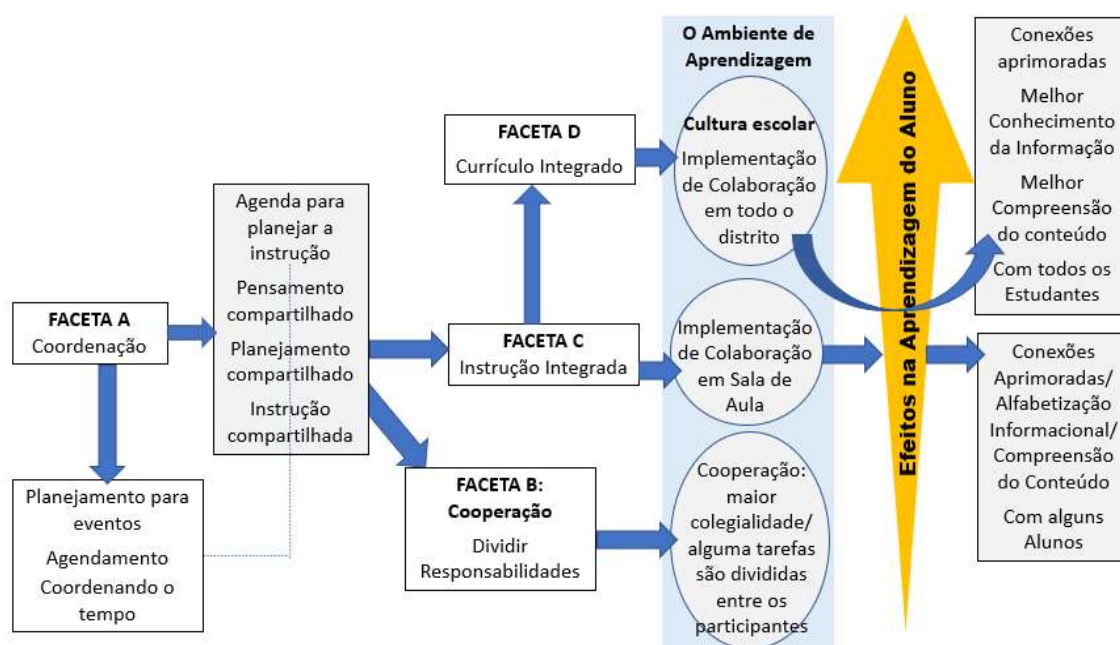 FACETA A
Coordenação
Planejamento para
eventos
Agendamento
Coordenando o
tempo
Agenda para
planejar a
instrução
Pensamento
compartilhado
Planejamento
compartilhado
Instrução
compartilhada
FACETA D
Currículo Integrado
FACETA C
Instrução Integrada
FACETA B:
Cooperação
Dividir
Responsabilidades
O Ambiente de
Aprendizagem
Cultura escolar
Implementação
de Colaboração
em todo o
distrito
Implementação
de Colaboração
em Sala de
Aula
Cooperação:
maior
colegialidade/
alguma tarefas
são divididas
entre os
participantes
Efeitos na Aprendizagem do Aluno
Conexões
aprimoradas
Melhor
Conhecimento
da Informação
Melhor
Compreensão
do conteúdo
Com todos os
Estudantes
Conexões
Aprimoradas/
Alfabetização
Informacional/
Compreensão
do Conteúdo
Com alguns
Alunos